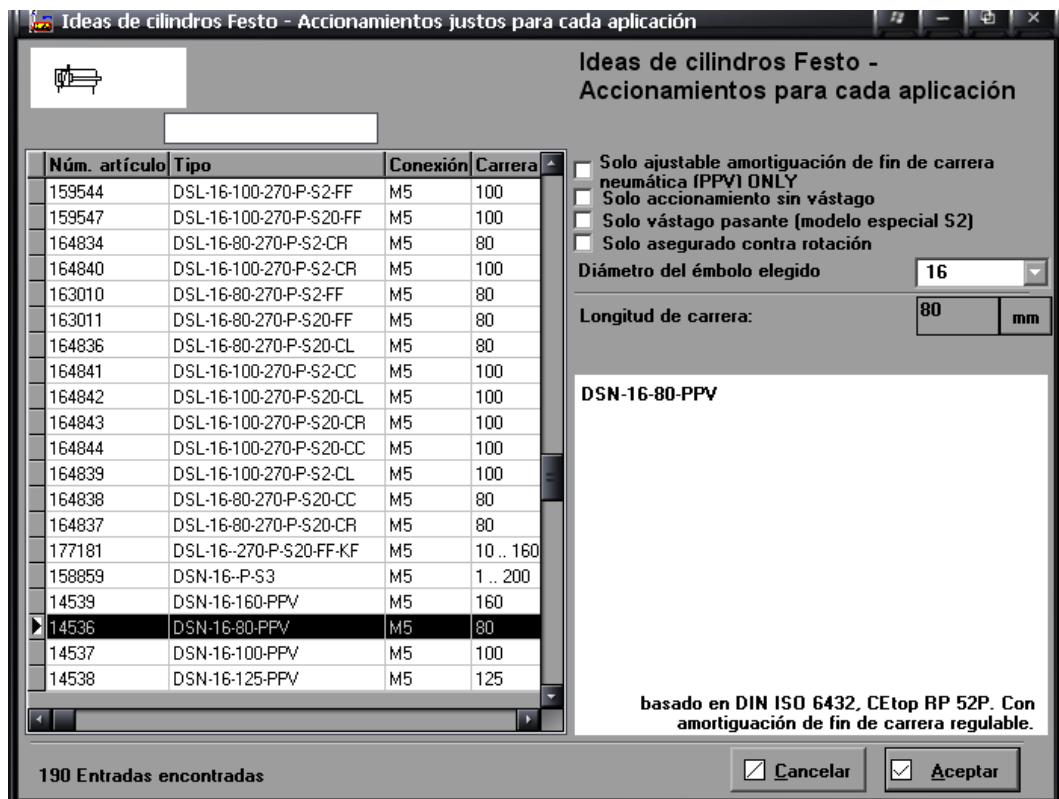 Ideas de cilindros Festo - Accionamientos justos para cada aplicación
Ideas de cilindros Festo -
Accionamientos para cada aplicación
Núm. artículo Tipo Conexión Carrera
159544 DSL-16-100-270-P-S2-FF M5 100
159547 DSL-16-100-270-P-S20-FF M5 100
164834 DSL-16-80-270-P-S2-CR M5 80
164840 DSL-16-100-270-P-S2-CR M5 100
163010 DSL-16-80-270-P-S2-FF M5 80
163011 DSL-16-80-270-P-S20-FF M5 80
164836 DSL-16-80-270-P-S20-CL M5 80
164841 DSL-16-100-270-P-S2-CC M5 100
164842 DSL-16-100-270-P-S20-CL M5 100
164843 DSL-16-100-270-P-S20-CR M5 100
164844 DSL-16-100-270-P-S20-CC M5 100
164839 DSL-16-100-270-P-S2-CL M5 100
164838 DSL-16-80-270-P-S20-CC M5 80
164837 DSL-16-80-270-P-S20-CR M5 80
177181 DSL-16--270-P-S20-FF-KF M5 10 .. 160
158859 DSN-16--P-S3 M5 1 .. 200
14539 DSN-16-160-PPV M5 160
14536 DSN-16-80-PPV M5 80
14537 DSN-16-100-PPV M5 100
14538 DSN-16-125-PPV M5 125
Solo ajustable amortiguación de fin de carrera
neumática (PPV) ONLY
Solo accionamiento sin vástago
Solo vástago pasante (modelo especial S2)
Solo asegurado contra rotación
Diámetro del émbolo elegido 16
Longitud de carrera: 80 mm
DSN-16-80-PPV
basado en DIN ISO 6432, CEtop RP 52P. Con
amortiguación de fin de carrera regulable.
190 Entradas encontradas
Cancelar Aceptar